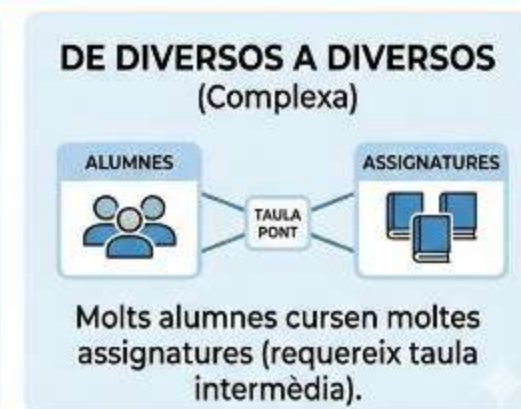 DE DIVERSOS A DIVERSOS
(Complexa)
ALUMNES
ASSIGNATURES
TAULA
PONT
Molts alumnes cursen moltes
assignatures (requereix taula
intermèdia).